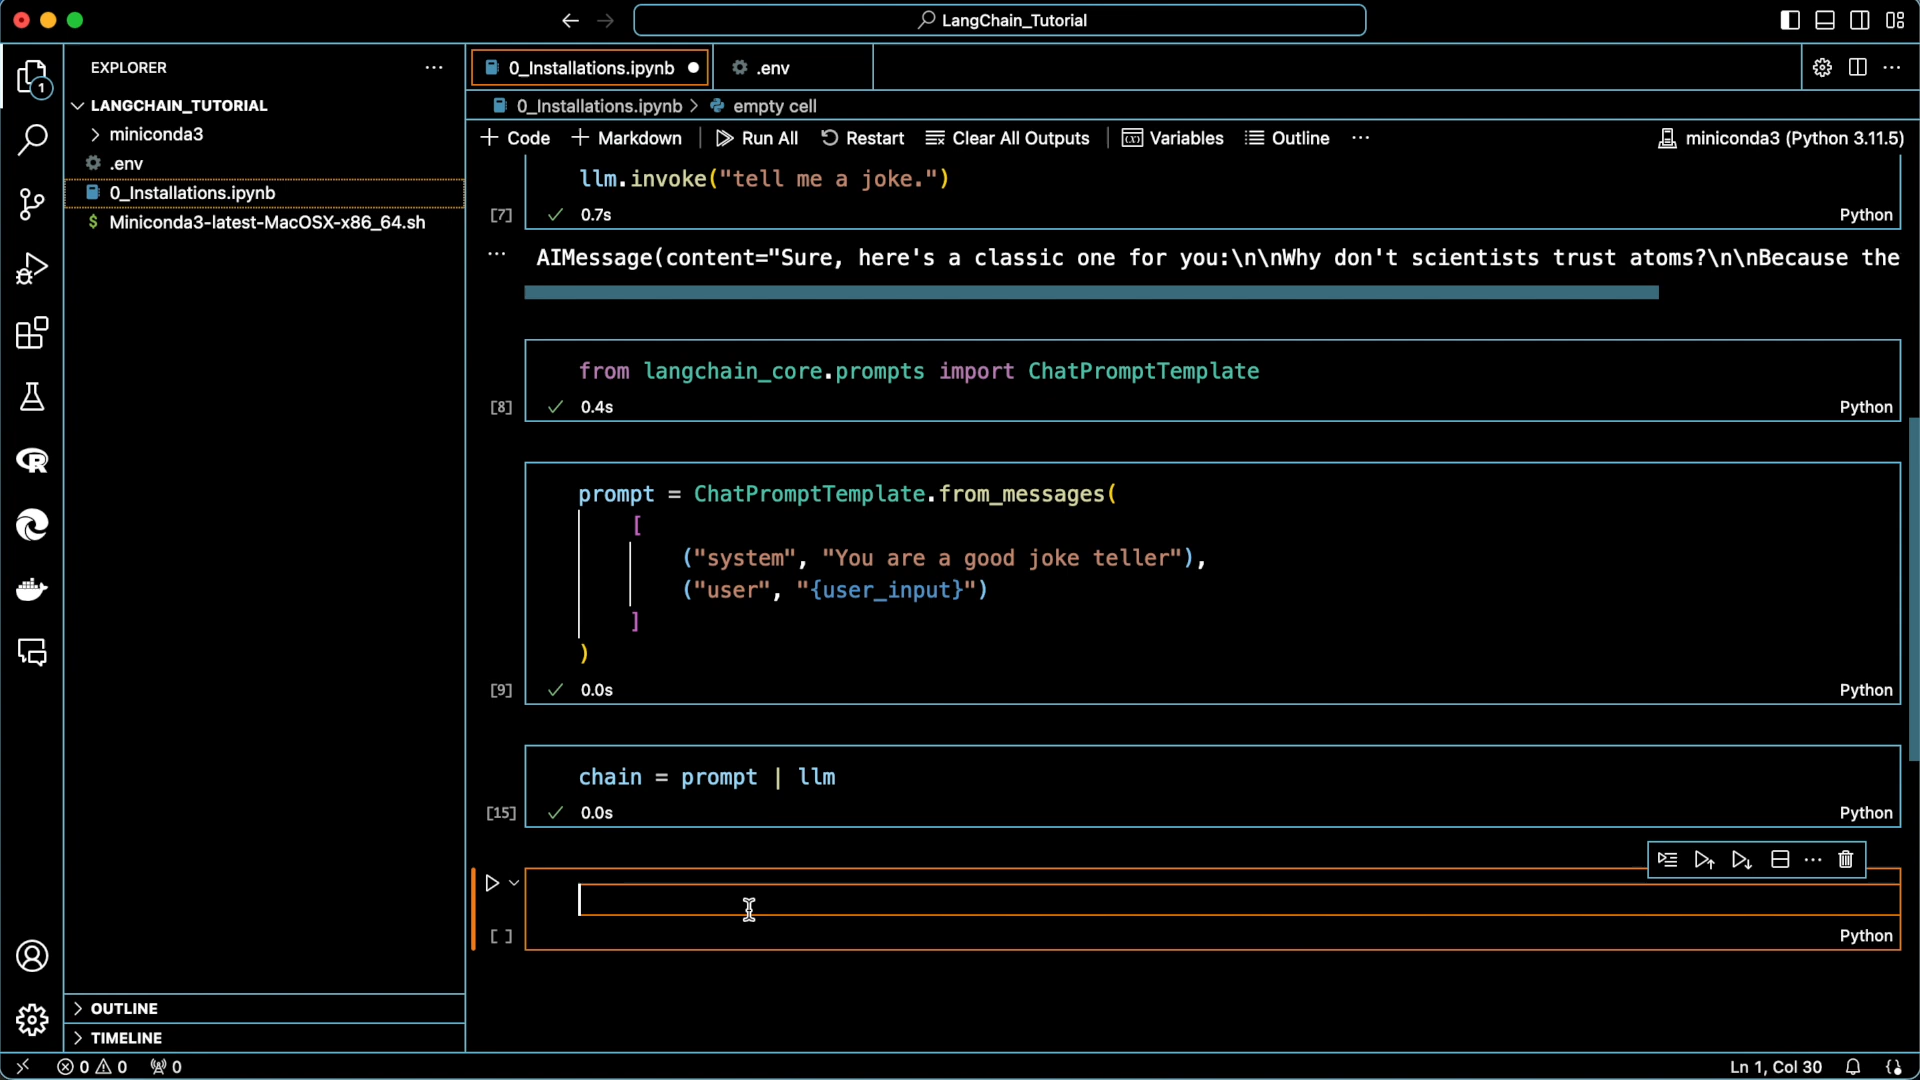 LangChain_Tutorial
EXPLORER
1
LANGCHAIN_TUTORIAL
miniconda3
.env
0_Installations.ipynb
$ Miniconda3-latest-MacOSX-x86_64.sh
OUTLINE
TIMELINE
0_Installations.ipynb
.env
0_Installations.ipynb > empty cell
+ Code + Markdown Run All Restart Clear All Outputs Variables Outline ··· miniconda3 (Python 3.11.5)
llm.invoke("tell me a joke.")
[7] ✓ 0.7s Python
··· AIMessage(content="Sure, here's a classic one for you:\n\nWhy don't scientists trust atoms?\n\nBecause the
from langchain_core.prompts import ChatPromptTemplate
[8] ✓ 0.4s Python
prompt = ChatPromptTemplate.from_messages(
[
("system", "You are a good joke teller"),
("user", "{user_input}")
]
)
[9] ✓ 0.0s Python
chain = prompt | llm
[15] ✓ 0.0s Python
[ ] Python
0 0 0 Ln 1, Col 30